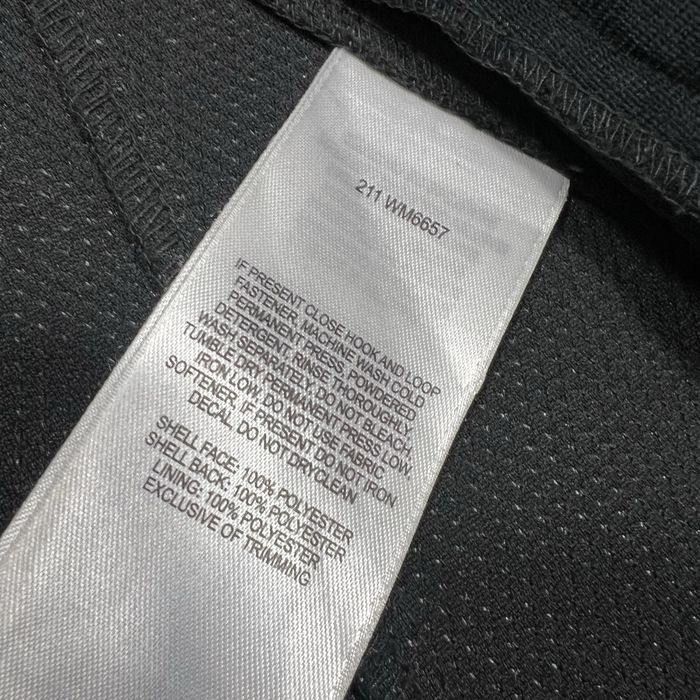 211 WM6657
IF PRESENT CLOSE HOOK AND LOOP
FASTENER, MACHINE WASH COLD
PERMANENT PRESS, POWDERED
DETERGENT, RINSE THOROUGHLY,
WASH SEPARATELY, DO NOT BLEACH,
TUMBLE DRY PERMANENT PRESS LOW,
IRON LOW, DO NOT USE FABRIC
SOFTENER, IF PRESENT DO NOT IRON
DECAL, DO NOT DRYCLEAN
SHELL FACE: 100% POLYESTER
SHELL BACK: 100% POLYESTER
LINING: 100% POLYESTER
EXCLUSIVE OF TRIMMING